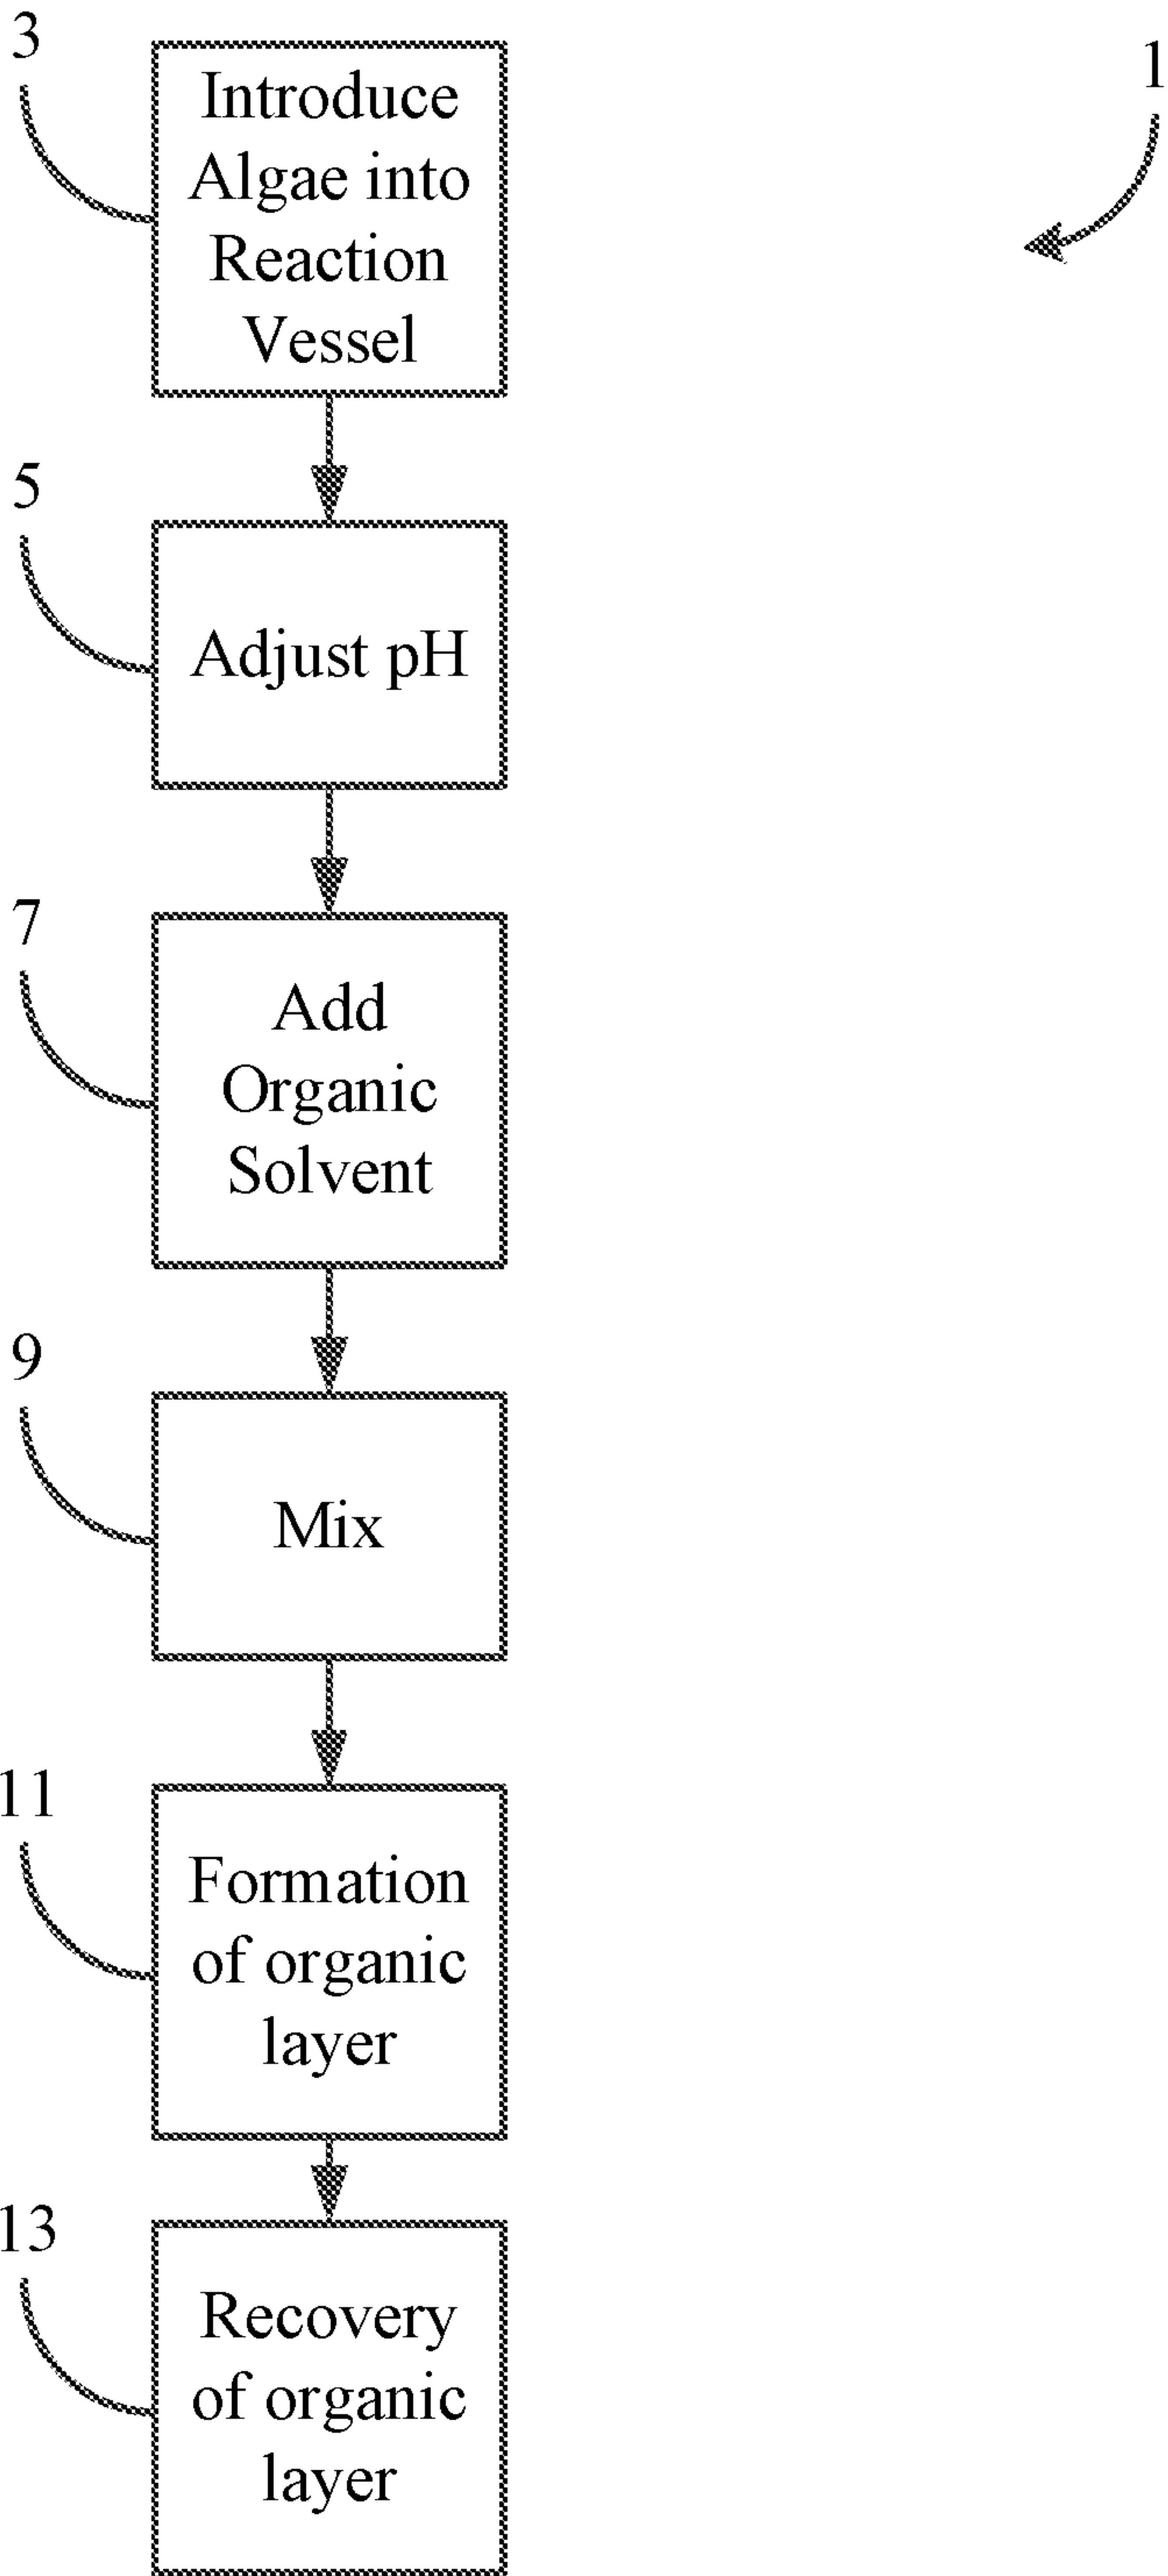 3
1
Introduce
Algae into
Reaction
Vessel
5
Adjust pH
7
Add
Organic
Solvent
9
Mix
11
Formation
of organic
layer
13
Recovery
of organic
layer